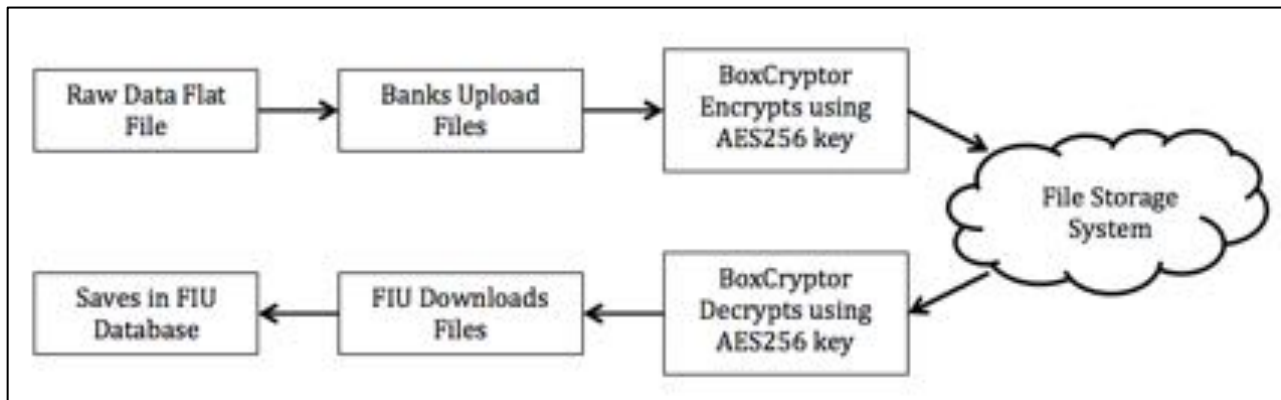 Raw Data Flat
File
Banks Upload
Files
BoxCryptor
Encrypts using
AES256 key
File Storage
System
BoxCryptor
Decrypts using
AES256 key
FIU Downloads
Files
Saves in FIU
Database